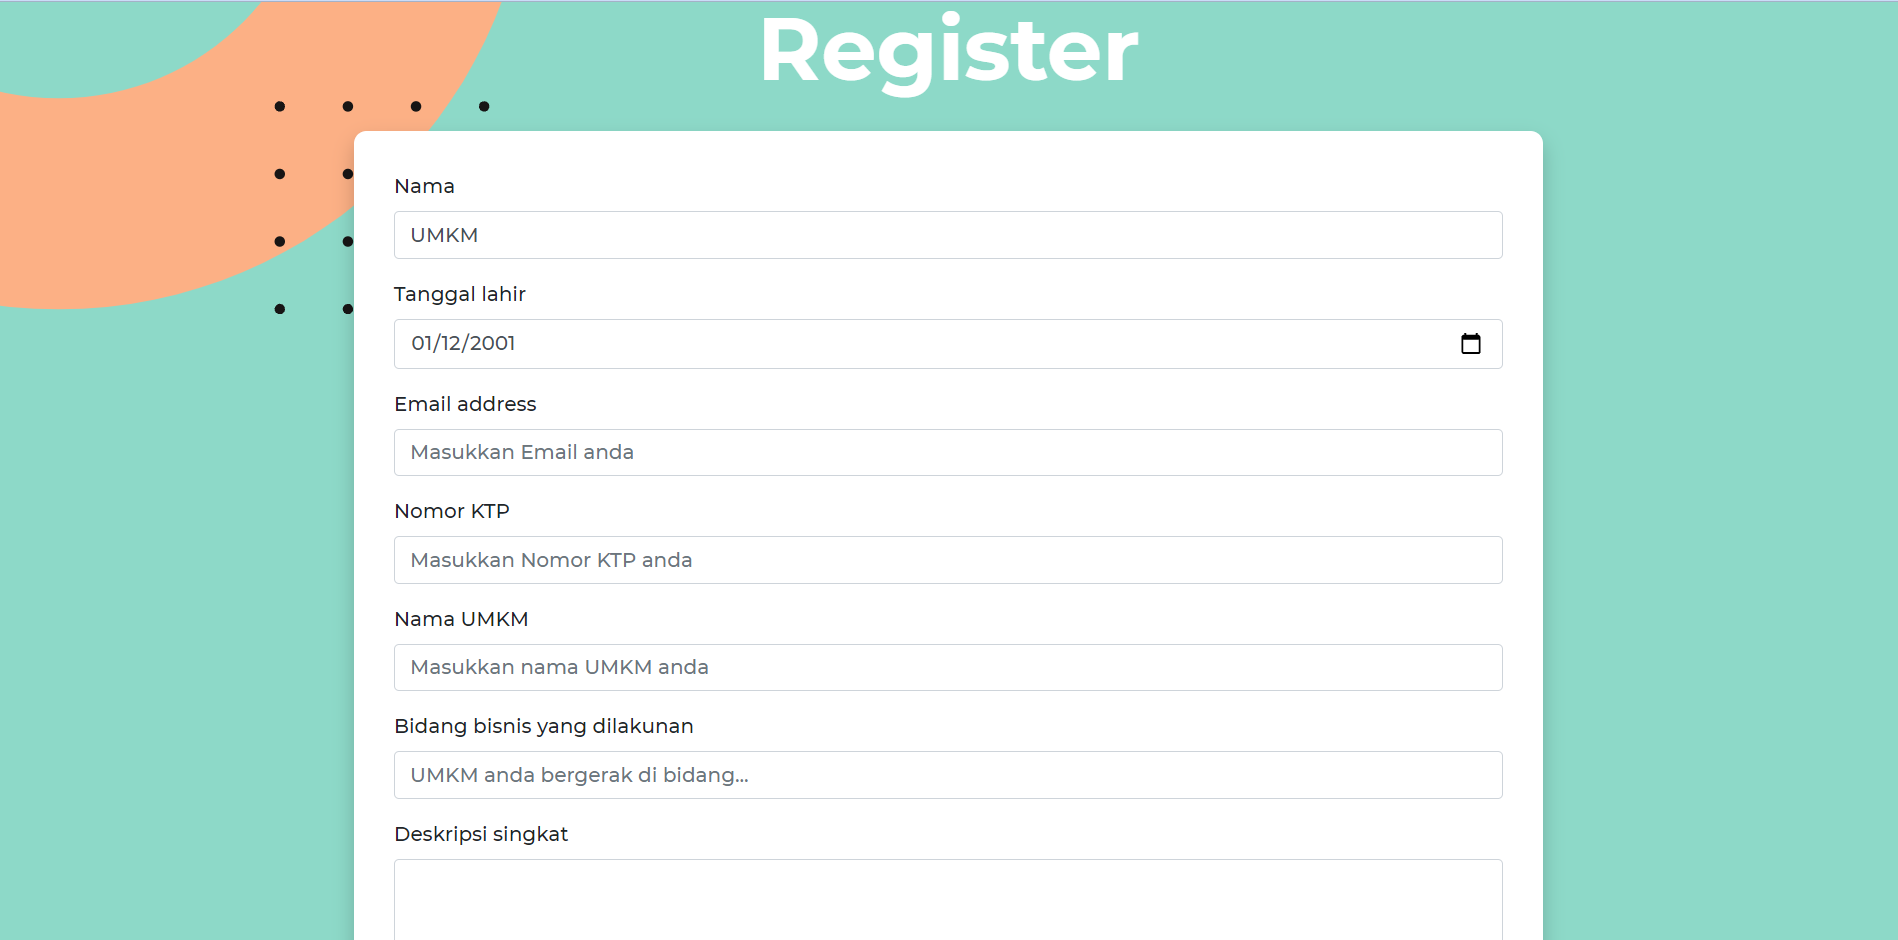 Register
Nama
UMKM
Tanggal lahir
01/12/2001
Email address
Masukkan Email anda
Nomor KTP
Masukkan Nomor KTP anda
Nama UMKM
Masukkan nama UMKM anda
Bidang bisnis yang dilakunan
UMKM anda bergerak di bidang...
Deskripsi singkat